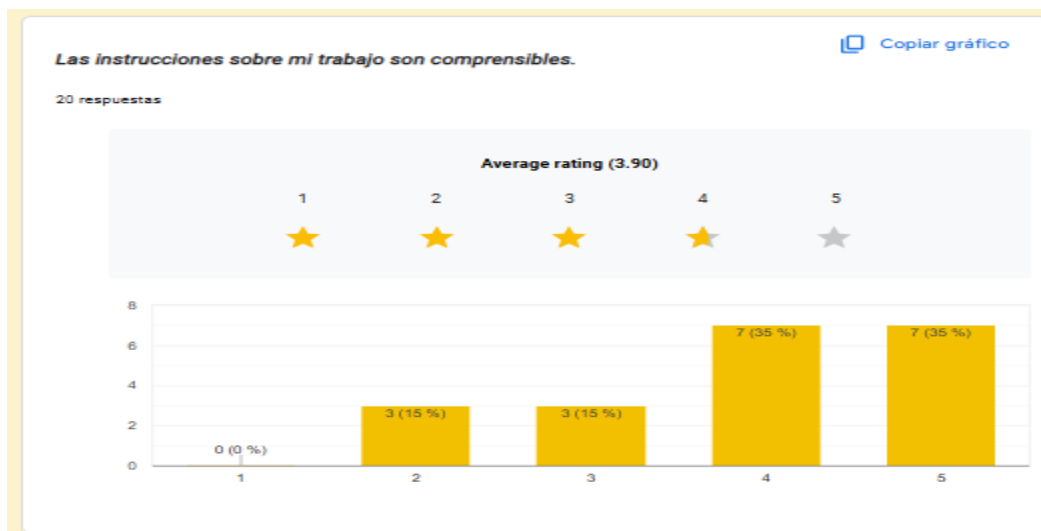 Copiar gráfico
Las instrucciones sobre mi trabajo son comprensibles.
20 respuestas
Average rating (3.90)
1 2 3 4 5
8
6
4
2
0
0 (0 %)
3 (15 %)
3 (15 %)
7 (35 %)
7 (35 %)
1 2 3 4 5